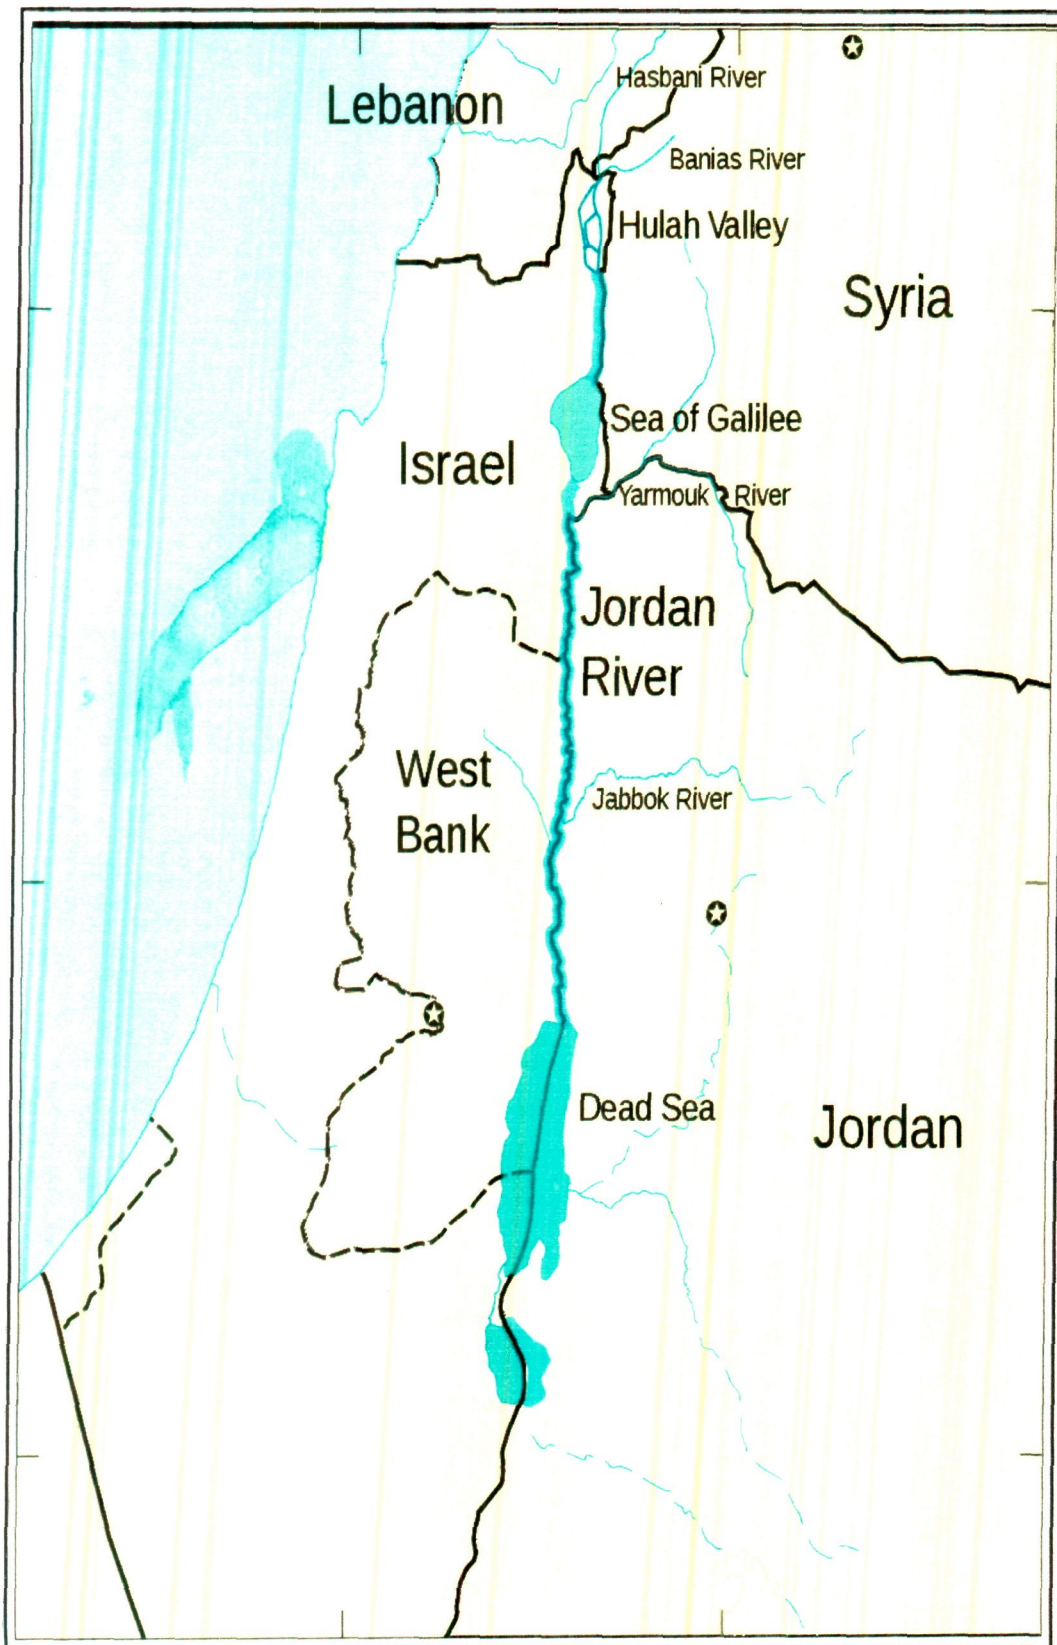 Hasbani River
Lebanon
Banias River
Hulah Valley
Syria
Sea of Galilee
Israel
Yarmouk River
Jordan
River
West
Bank
Jabbok River
Dead Sea
Jordan